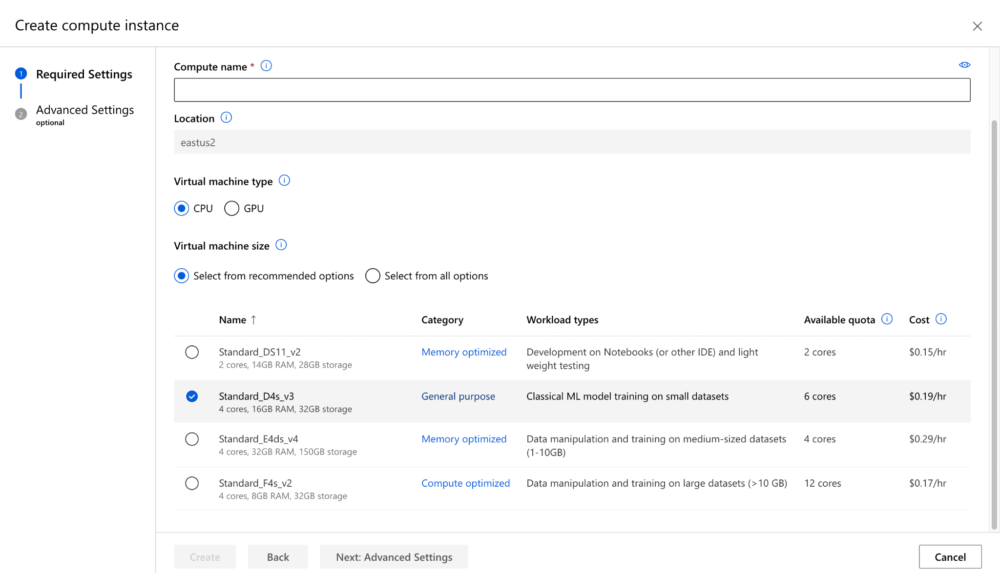 Create compute instance
1 Required Settings
2 Advanced Settings
optional
Compute name *
Location
eastus2
Virtual machine type
CPU GPU
Virtual machine size
Select from recommended options Select from all options
Name ↑ Category Workload types Available quota Cost
Standard_DS11_v2 Memory optimized Development on Notebooks (or other IDE) and light 2 cores $0.15/hr
2 cores, 14GB RAM, 28GB storage weight testing
Standard_D4s_v3 General purpose Classical ML model training on small datasets 6 cores $0.19/hr
4 cores, 16GB RAM, 32GB storage
Standard_E4ds_v4 Memory optimized Data manipulation and training on medium-sized datasets 4 cores $0.29/hr
4 cores, 32GB RAM, 150GB storage (1-10GB)
Standard_F4s_v2 Compute optimized Data manipulation and training on large datasets (>10 GB) 12 cores $0.17/hr
4 cores, 8GB RAM, 32GB storage
Create Back Next: Advanced Settings Cancel